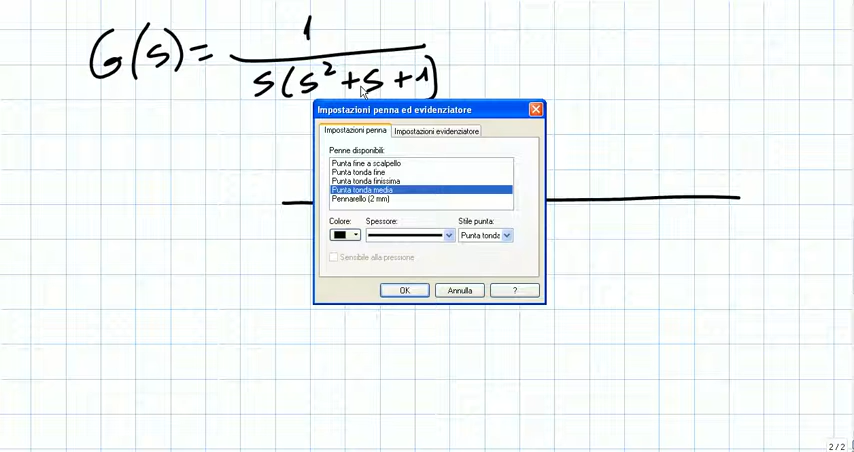 G(s) = 1 / s(s² + s + 1)
Impostazioni penna ed evidenziatore
Impostazioni penna
Impostazioni evidenziatore
Penne disponibili:
Punta fine a scalpello
Punta tonda fine
Punta tonda finissima
Punta tonda media
Pennarello (2 mm)
Colore: Spessore: Stile punta:
Punta tonda
Sensibile alla pressione
OK Annulla ?
2/2